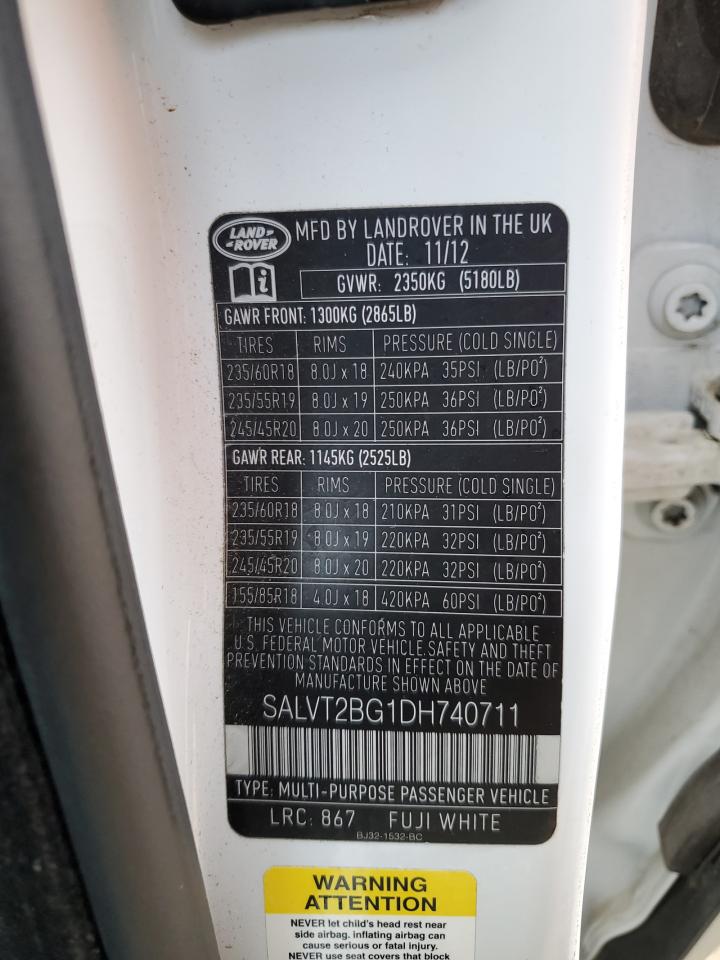 LAND ROVER
MFD BY LANDROVER IN THE UK
DATE: 11/12
GVWR: 2350KG (5180LB)
GAWR FRONT: 1300KG (2865LB)
TIRES RIMS PRESSURE (COLD SINGLE)
235/60R18 8.0J x 18 240KPA 35PSI (LB/PO²)
235/55R19 8.0J x 19 250KPA 36PSI (LB/PO²)
245/45R20 8.0J x 20 250KPA 36PSI (LB/PO²)
GAWR REAR: 1145KG (2525LB)
TIRES RIMS PRESSURE (COLD SINGLE)
235/60R18 8.0J x 18 210KPA 31PSI (LB/PO²)
235/55R19 8.0J x 19 220KPA 32PSI (LB/PO²)
245/45R20 8.0J x 20 220KPA 32PSI (LB/PO²)
155/85R18 4.0J x 18 420KPA 60PSI (LB/PO²)
THIS VEHICLE CONFORMS TO ALL APPLICABLE
U.S. FEDERAL MOTOR VEHICLE SAFETY AND THEFT
PREVENTION STANDARDS IN EFFECT ON THE DATE OF
MANUFACTURE SHOWN ABOVE
SALVT2BG1DH740711
TYPE: MULTI-PURPOSE PASSENGER VEHICLE
LRC: 867 FUJI WHITE
BJ32-1532-BC
WARNING
ATTENTION
NEVER let child's head rest near
side airbag. inflating airbag can
cause serious or fatal injury.
NEVER use seat covers that block